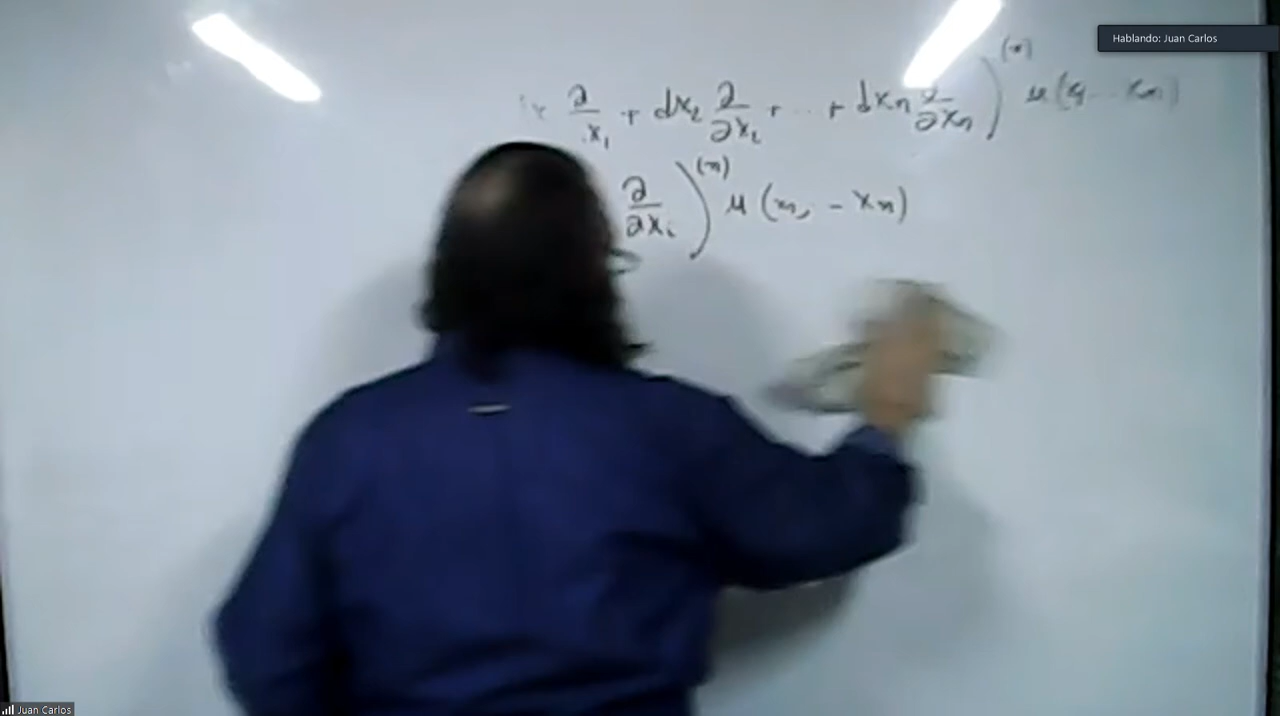 Hablando: Juan Carlos
∂/∂x₁ + dx₂ ∂/∂x₂ + ... + dxn ∂/∂xn )⁽ⁿ⁾ u(x₁ ... xn)
∂/∂xᵢ )⁽ⁿ⁾ u(x₁, - xn)
Juan Carlos